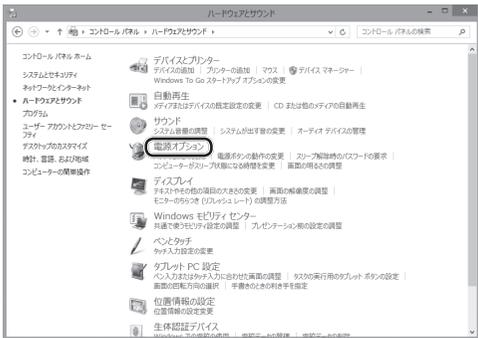 ハードウェアとサウンド
コントロール パネル ▸ ハードウェアとサウンド ▸
コントロール パネルの検索
コントロール パネル ホーム
システムとセキュリティ
ネットワークとインターネット
ハードウェアとサウンド
プログラム
ユーザー アカウントとファミリー セー
フティ
デスクトップのカスタマイズ
時計、言語、および地域
コンピューターの簡単操作
デバイスとプリンター
デバイスの追加 | プリンターの追加 | マウス | デバイス マネージャー |
Windows To Go スタートアップ オプションの変更
自動再生
メディアまたはデバイスの既定設定の変更 | CD または他のメディアの自動再生
サウンド
システム音量の調整 | システムが出す音の変更 | オーディオ デバイスの管理
電源オプション
電源ボタンの動作の変更 | スリープ解除時のパスワードの要求 |
コンピューターがスリープ状態になる時間を変更 | 画面の明るさの調整
ディスプレイ
テキストやその他の項目の大きさの変更 | 画面の解像度の調整 |
モニターのちらつき (リフレッシュ レート) の調整方法
Windows モビリティ センター
共通で使うモビリティ設定の調整 | プレゼンテーション前の設定の調整
ペンとタッチ
タッチ入力設定の変更
タブレット PC 設定
ペン入力またはタッチ入力に合わせた画面の調整 | タスクの実行用のタブレット ボタンの設定 |
画面の回転方向の選択 | 手書きのときの利き手を指定
位置情報の設定
位置情報の設定変更
生体認証デバイス